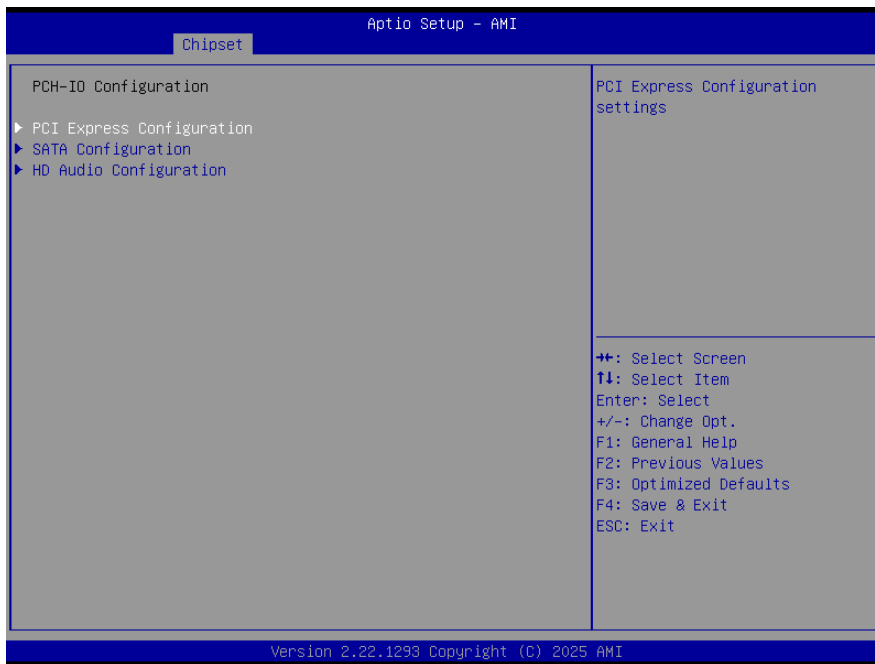 Aptio Setup – AMI
Chipset
PCH-IO Configuration
PCI Express Configuration
SATA Configuration
HD Audio Configuration
PCI Express Configuration
settings
→←: Select Screen
↑↓: Select Item
Enter: Select
+/-: Change Opt.
F1: General Help
F2: Previous Values
F3: Optimized Defaults
F4: Save & Exit
ESC: Exit
Version 2.22.1293 Copyright (C) 2025 AMI